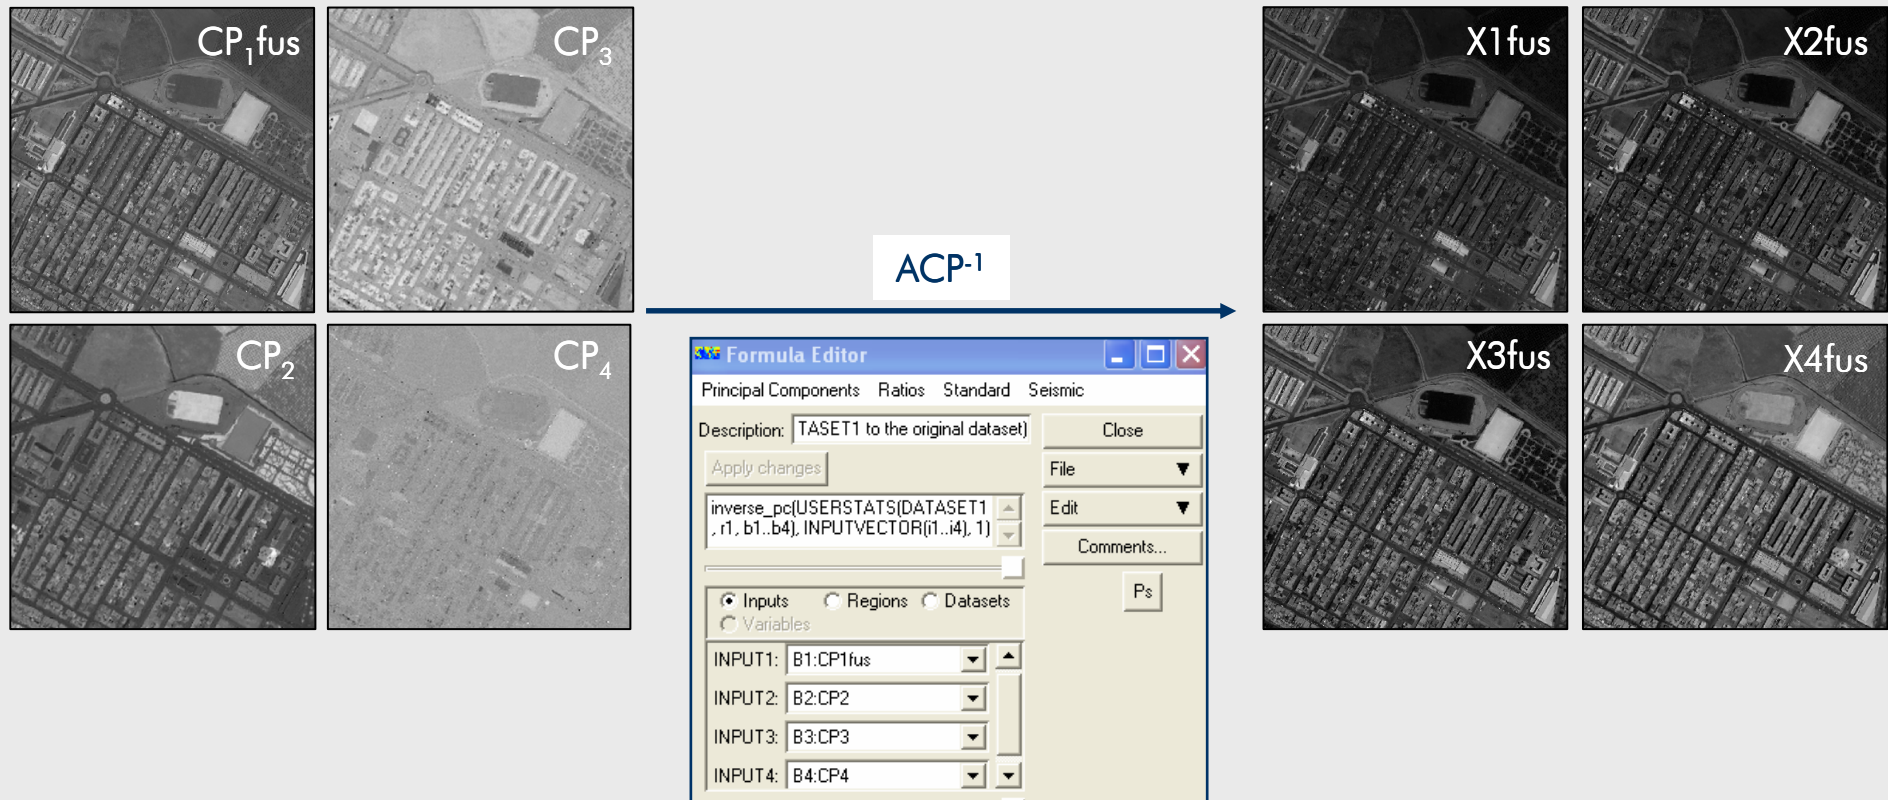 CP1fus
CP3
CP2
CP4
ACP-1
X1fus
X2fus
X3fus
X4fus
Formula Editor
Principal Components Ratios Standard Seismic
Description: TASET1 to the original dataset)
Close
Apply changes
File
inverse_pc(USERSTATS(DATASET1
, r1, b1..b4), INPUTVECTOR(i1..i4), 1)
Edit
Comments...
Ps
Inputs Regions Datasets
Variables
INPUT1: B1:CP1fus
INPUT2: B2:CP2
INPUT3: B3:CP3
INPUT4: B4:CP4